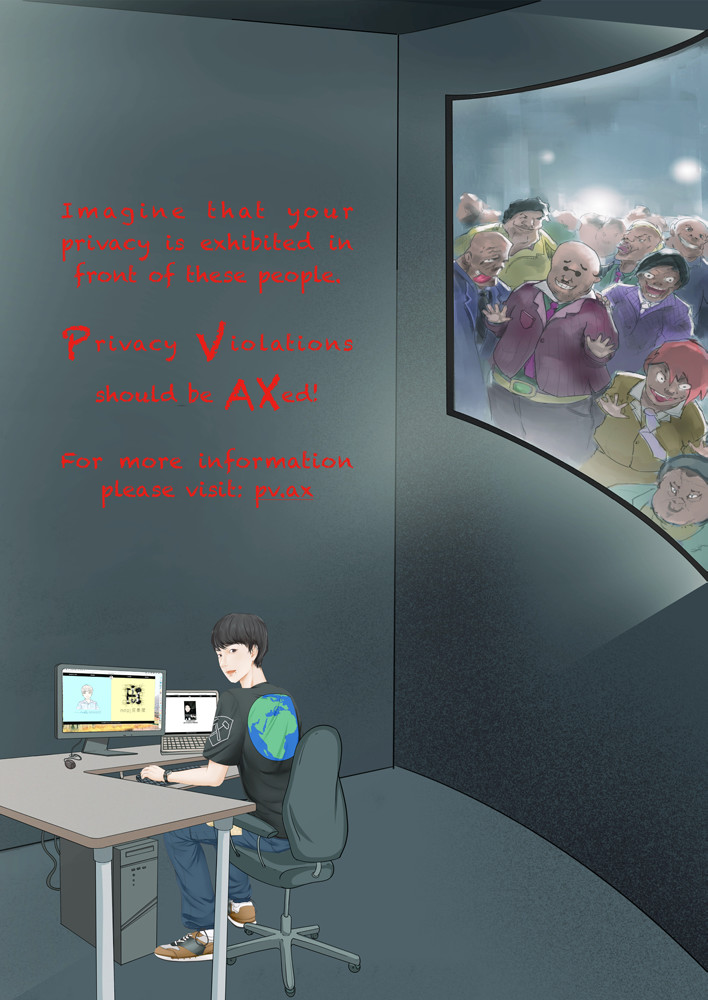 Imagine that your
privacy is exhibited in
front of these people.
Privacy Violations
should be AXed!
For more information
please visit: pv.ax